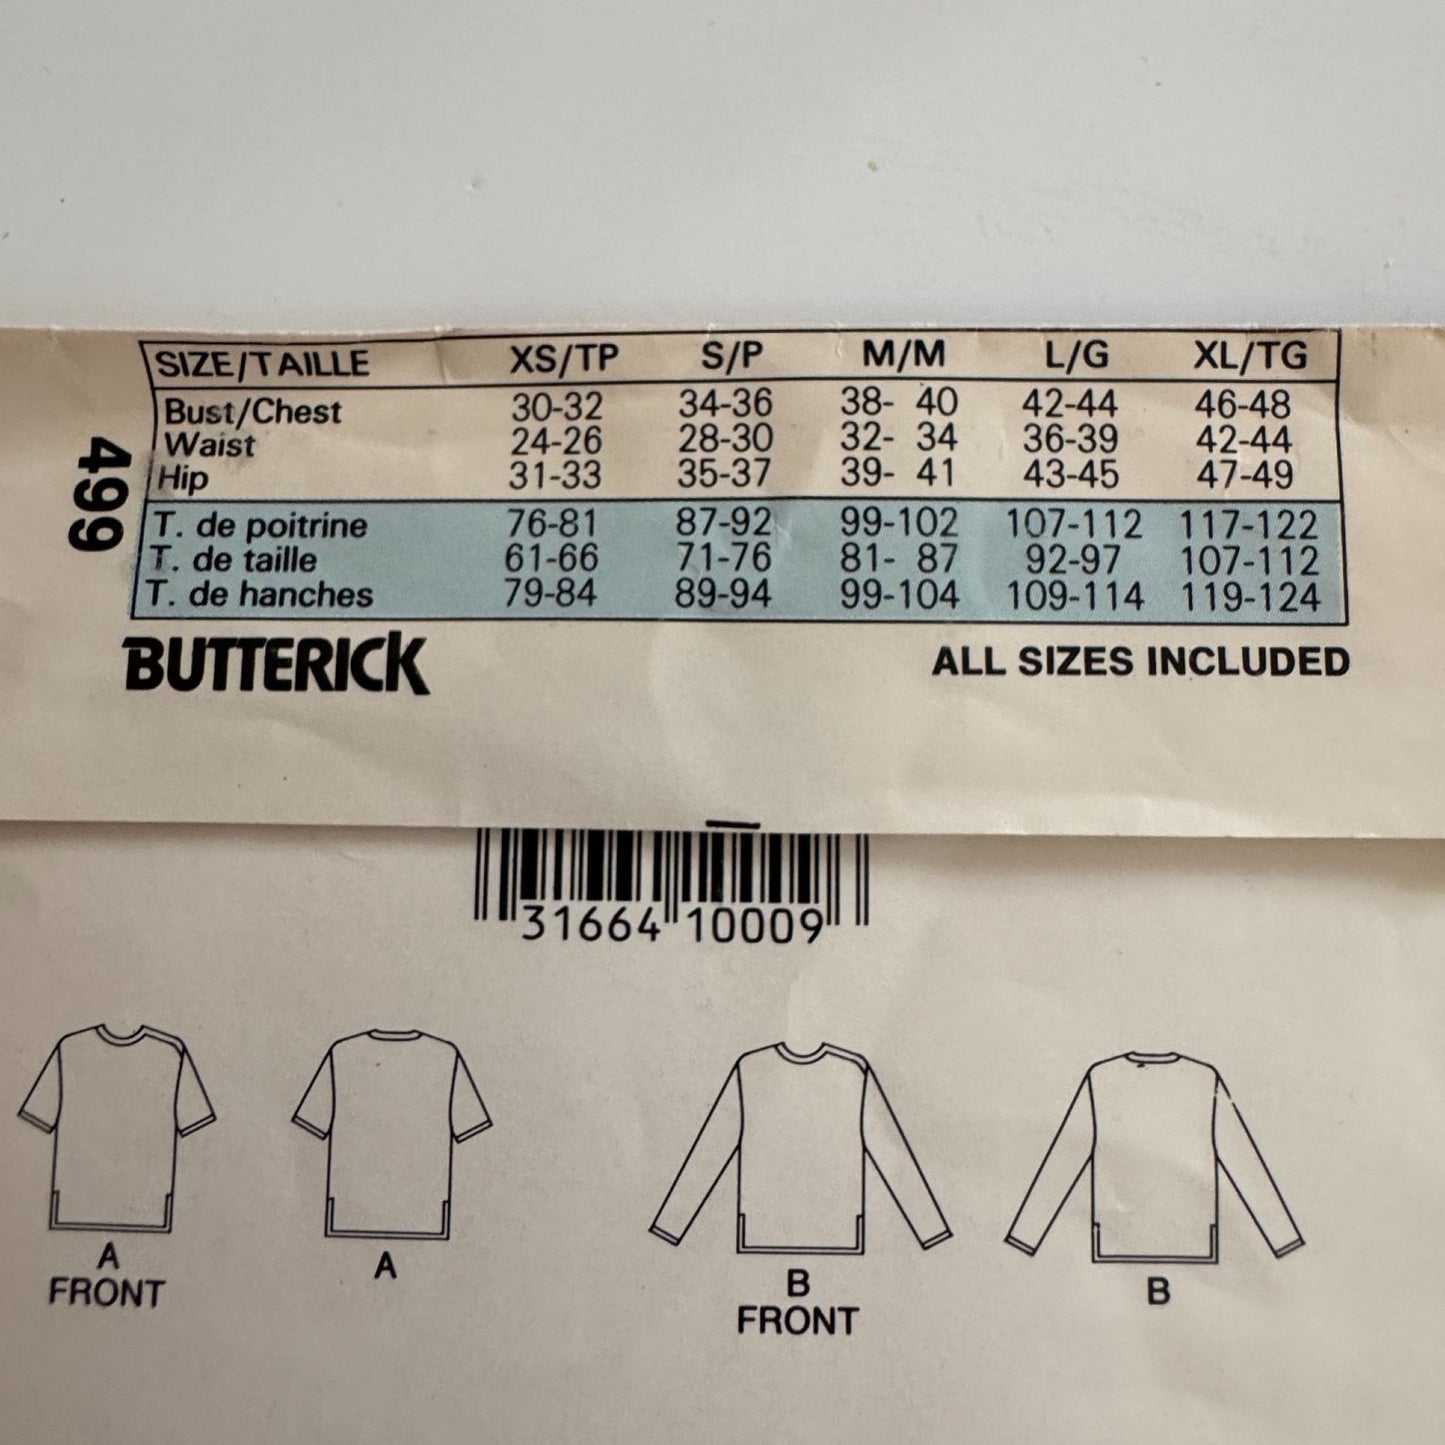 SIZE/TAILLE XS/TP S/P M/M L/G XL/TG
Bust/Chest 30-32 34-36 38- 40 42-44 46-48
Waist 24-26 28-30 32- 34 36-39 42-44
Hip 31-33 35-37 39- 41 43-45 47-49
T. de poitrine 76-81 87-92 99-102 107-112 117-122
T. de taille 61-66 71-76 81- 87 92-97 107-112
T. de hanches 79-84 89-94 99-104 109-114 119-124
499
BUTTERICK ALL SIZES INCLUDED
31664 10009
A
FRONT
A
B
FRONT
B